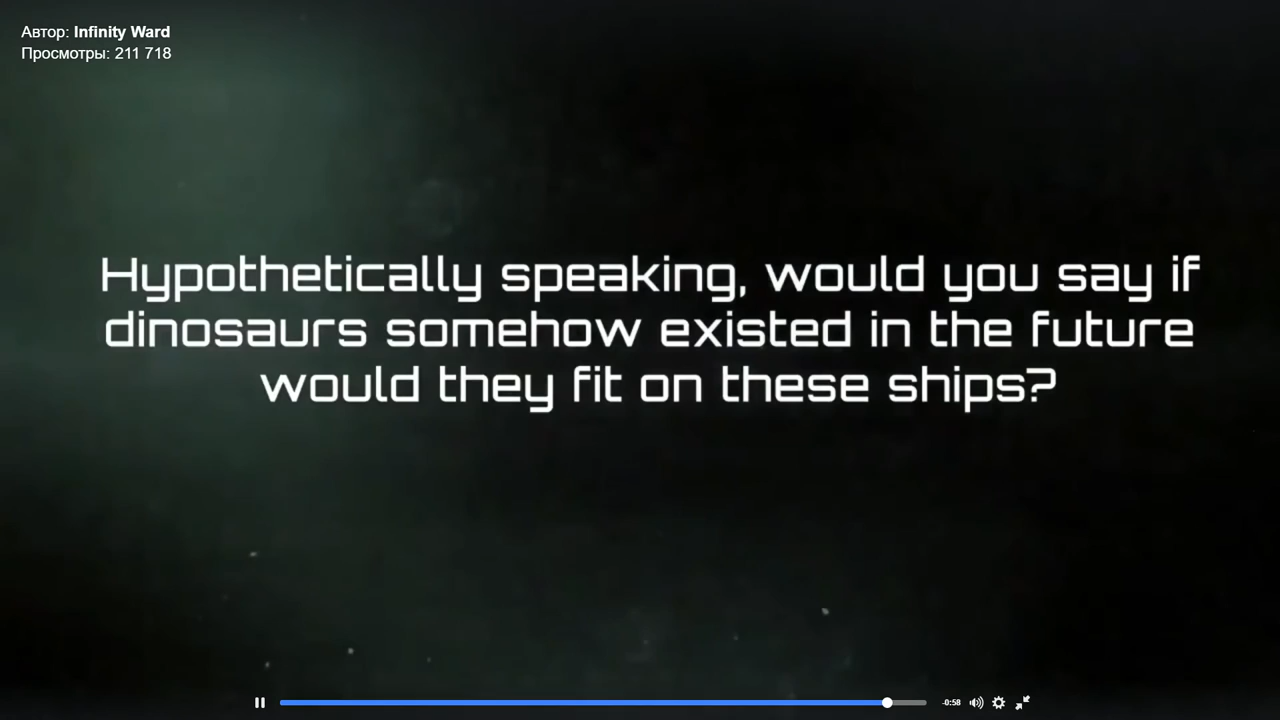 Автор: Infinity Ward
Просмотры: 211 718
Hypothetically speaking, would you say if
dinosaurs somehow existed in the future
would they fit on these ships?
-0:58